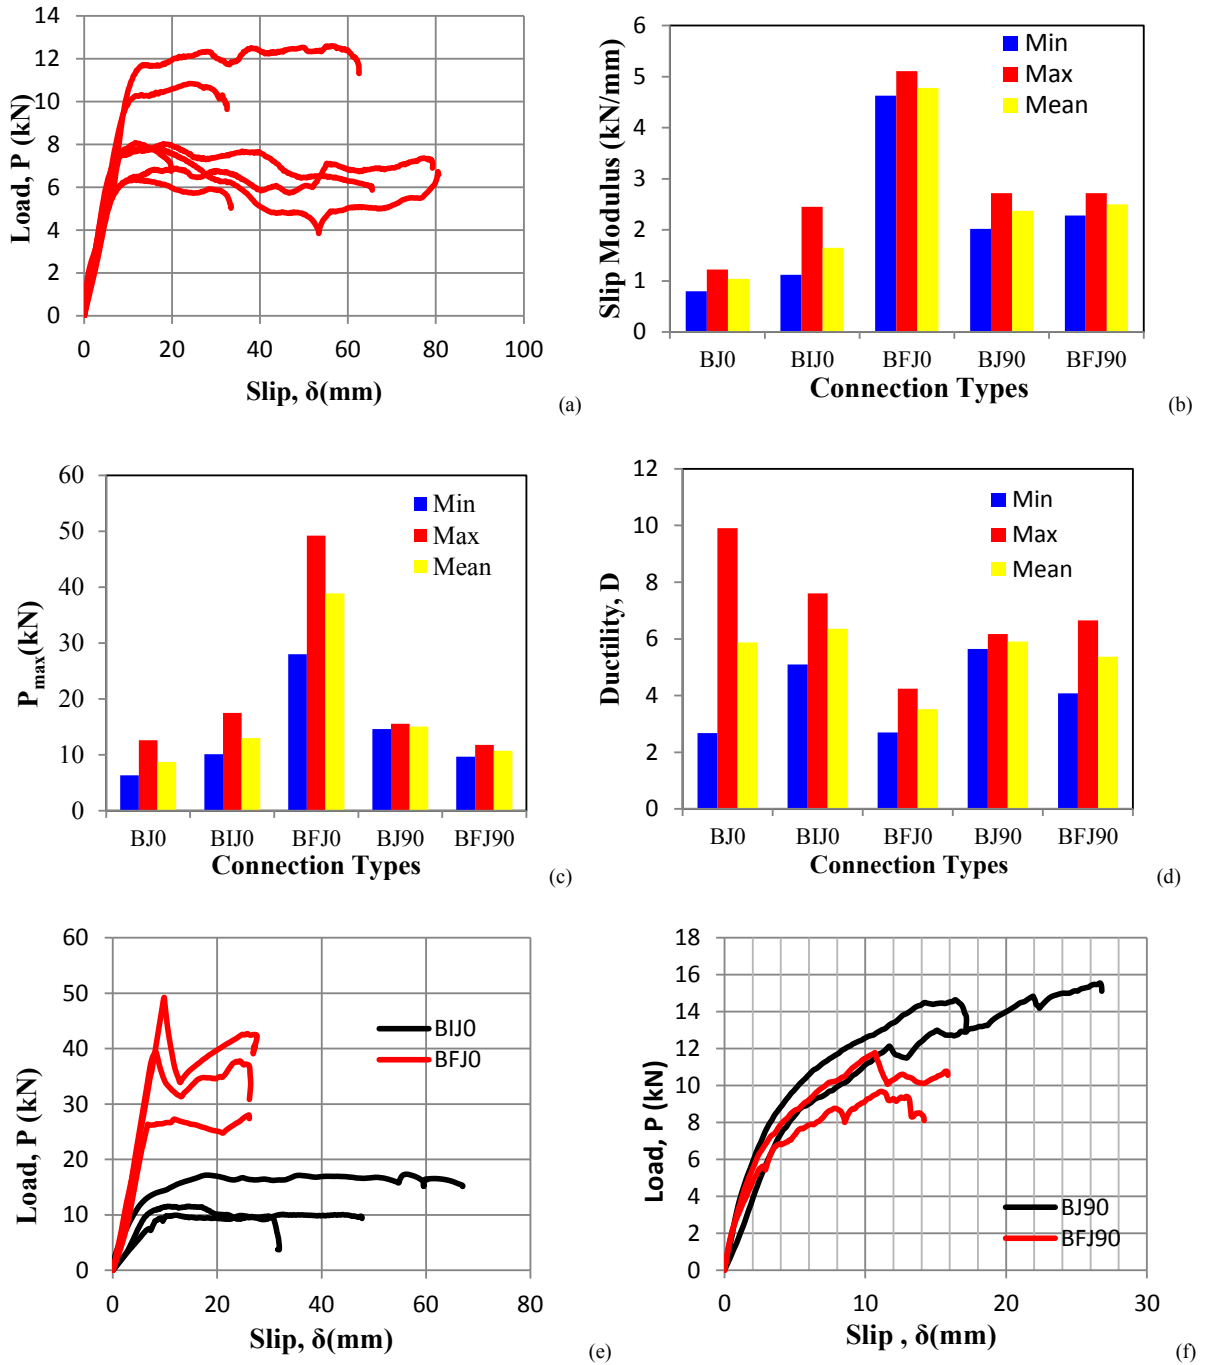 14
12
10
8
6
4
2
0
0 20 40 60 80 100
Load, P (kN)
Slip, δ(mm)
(a)
6
5
4
3
2
1
0
Slip Modulus (kN/mm)
Min
Max
Mean
BJ0 BIJ0 BFJ0 BJ90 BFJ90
Connection Types
(b)
60
50
40
30
20
10
0
Pmax(kN)
Min
Max
Mean
BJ0 BIJ0 BFJ0 BJ90 BFJ90
Connection Types
(c)
12
10
8
6
4
2
0
Ductility, D
Min
Max
Mean
BJ0 BIJ0 BFJ0 BJ90 BFJ90
Connection Types
(d)
60
50
40
30
20
10
0
Load, P (kN)
BIJ0
BFJ0
0 20 40 60 80
Slip, δ(mm)
(e)
18
16
14
12
10
8
6
4
2
0
Load, P (kN)
BJ90
BFJ90
0 10 20 30
Slip , δ(mm)
(f)